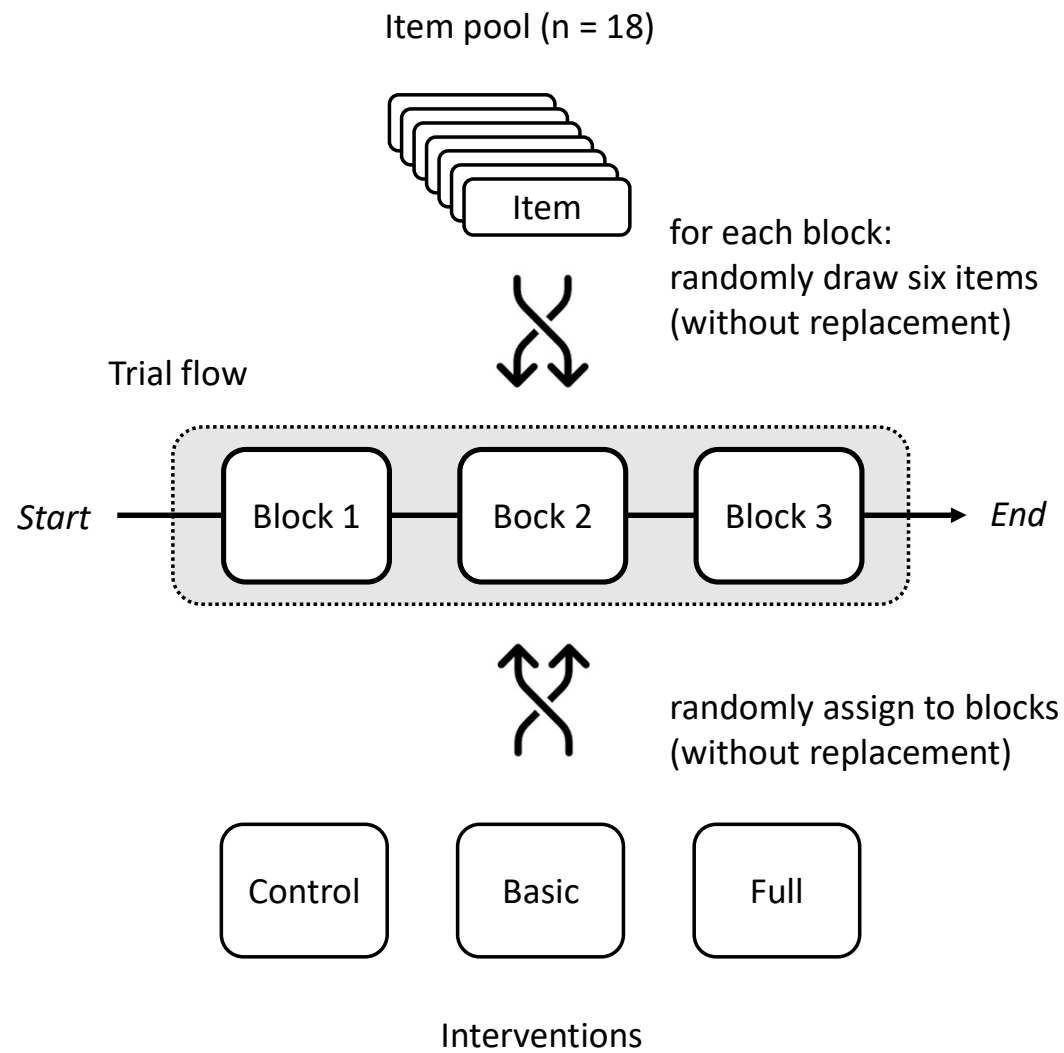 Item pool (n = 18)
Item
for each block:
randomly draw six items
(without replacement)
Trial flow
Start
Block 1
Bock 2
Block 3
End
randomly assign to blocks
(without replacement)
Control
Basic
Full
Interventions